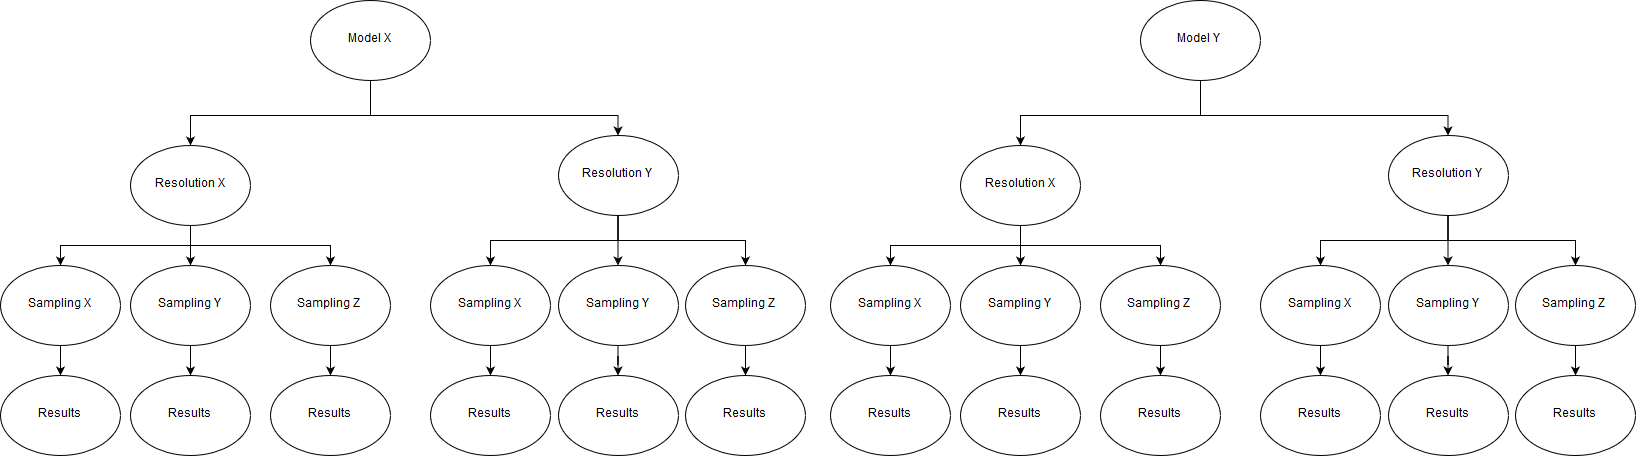 Model X
Model Y
Resolution X
Resolution Y
Resolution X
Resolution Y
Sampling X
Sampling Y
Sampling Z
Sampling X
Sampling Y
Sampling Z
Sampling X
Sampling Y
Sampling Z
Sampling X
Sampling Y
Sampling Z
Results
Results
Results
Results
Results
Results
Results
Results
Results
Results
Results
Results